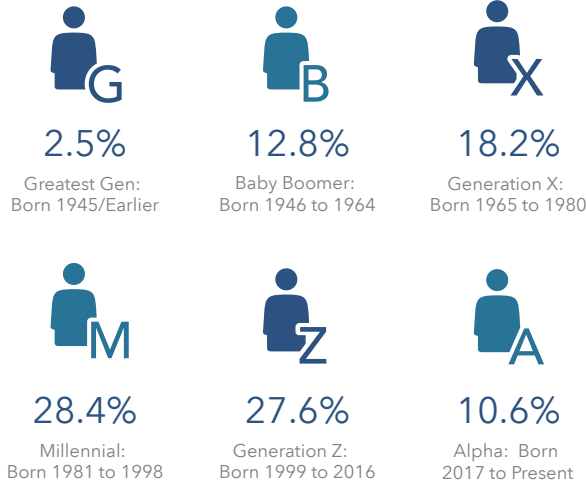 G
B
X
2.5%
12.8%
18.2%
Greatest Gen:
Born 1945/Earlier
Baby Boomer:
Born 1946 to 1964
Generation X:
Born 1965 to 1980
M
Z
A
28.4%
27.6%
10.6%
Millennial:
Born 1981 to 1998
Generation Z:
Born 1999 to 2016
Alpha: Born
2017 to Present